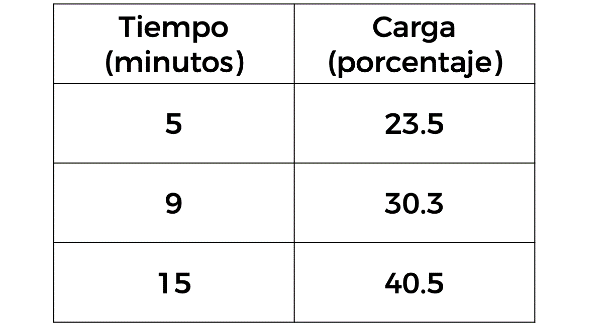 Tiempo Carga
(minutos) (porcentaje)
5 23.5
9 30.3
15 40.5